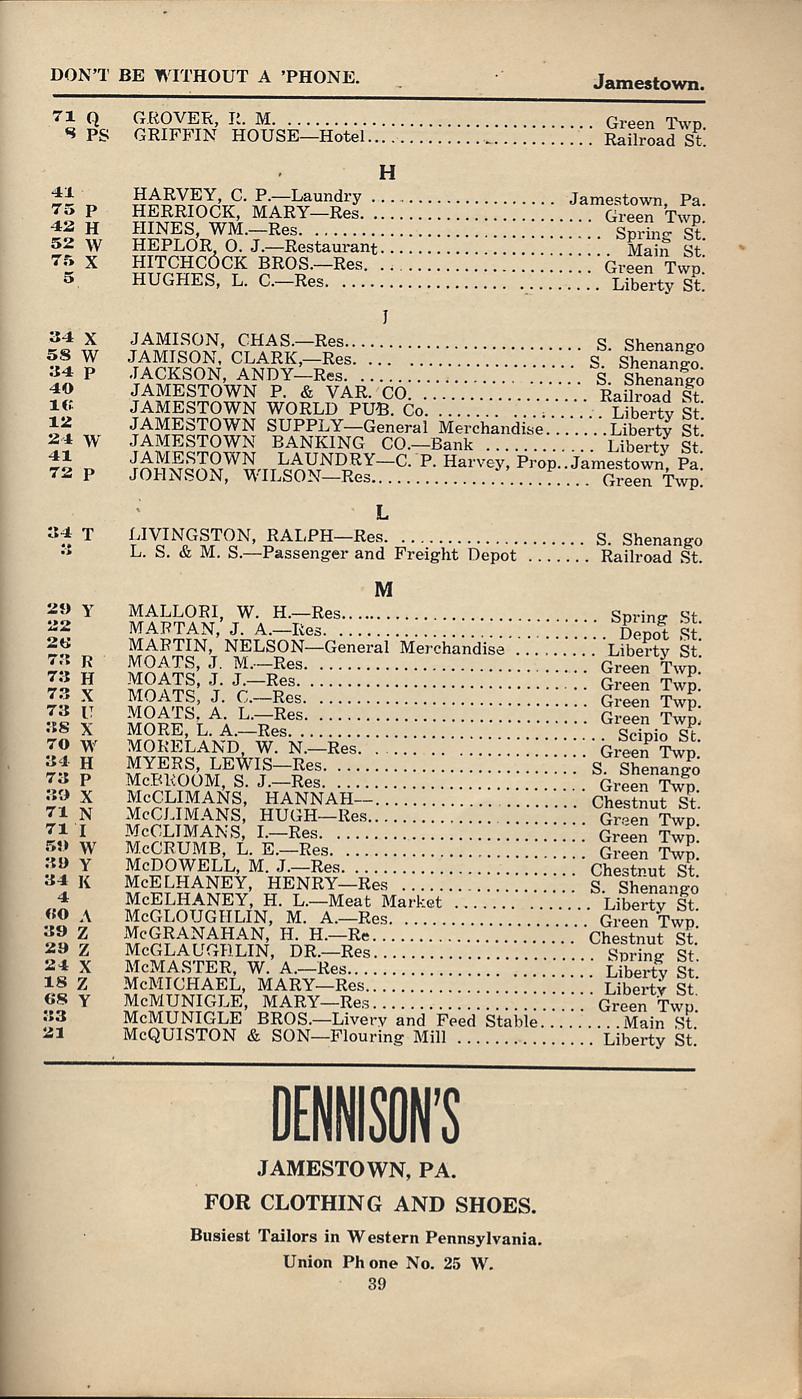 DON'T BE WITHOUT A 'PHONE. Jamestown.
71 Q GROVER, R. M. Green Twp.
8 PS GRIFFIN HOUSE—Hotel Railroad St.
H
41 HARVEY, C. P.—Laundry Jamestown, Pa.
75 P HERRIOCK, MARY—Res. Green Twp.
42 H HINES, WM.—Res. Spring St.
52 W HEPLOR, O. J.—Restaurant Main St.
75 X HITCHCOCK BROS.—Res. Green Twp.
5 HUGHES, L. C.—Res. Liberty St.
J
34 X JAMISON, CHAS.—Res. S. Shenango
58 W JAMISON, CLARK,—Res. S. Shenango.
34 P JACKSON, ANDY—Res. S. Shenango
40 JAMESTOWN P. & VAR. CO. Railroad St.
16 JAMESTOWN WORLD PUB. Co. Liberty St.
12 JAMESTOWN SUPPLY—General Merchandise Liberty St.
24 W JAMESTOWN BANKING CO.—Bank Liberty St.
41 JAMESTOWN LAUNDRY—C. P. Harvey, Prop. Jamestown, Pa.
72 P JOHNSON, WILSON—Res. Green Twp.
L
34 T LIVINGSTON, RALPH—Res. S. Shenango
3 L. S. & M. S.—Passenger and Freight Depot Railroad St.
M
29 Y MALLORI, W. H.—Res. Spring St.
22 MARTAN, J. A.—Res. Depot St.
26 MARTIN, NELSON—General Merchandise Liberty St.
73 R MOATS, J. M.—Res. Green Twp.
73 H MOATS, J. J.—Res. Green Twp.
73 X MOATS, J. C.—Res. Green Twp.
73 U MOATS, A. L.—Res. Green Twp.
38 X MORE, L. A.—Res. Scipio St.
70 W MORELAND, W. N.—Res. Green Twp.
34 H MYERS, LEWIS—Res. S. Shenango
73 P McBROOM, S. J.—Res. Green Twp.
39 X McCLIMANS, HANNAH— Chestnut St.
71 N McCLIMANS, HUGH—Res. Green Twp.
71 I McCLIMANS, I.—Res. Green Twp.
59 W McCRUMB, L. E.—Res. Green Twp.
39 Y McDOWELL, M. J.—Res. Chestnut St.
34 K McELHANEY, HENRY—Res S. Shenango
4 McELHANEY, H. L.—Meat Market Liberty St.
60 A McGLOUGHLIN, M. A.—Res. Green Twp.
39 Z McGRANAHAN, H. H.—Re Chestnut St.
29 Z McGLAUGHLIN, DR.—Res Spring St.
24 X McMASTER, W. A.—Res. Liberty St.
18 Z McMICHAEL, MARY—Res. Liberty St.
68 Y McMUNIGLE, MARY—Res Green Twp.
33 McMUNIGLE BROS.—Livery and Feed Stable Main St.
21 McQUISTON & SON—Flouring Mill Liberty St.
DENNISON'S
JAMESTOWN, PA.
FOR CLOTHING AND SHOES.
Busiest Tailors in Western Pennsylvania.
Union Phone No. 25 W.
39